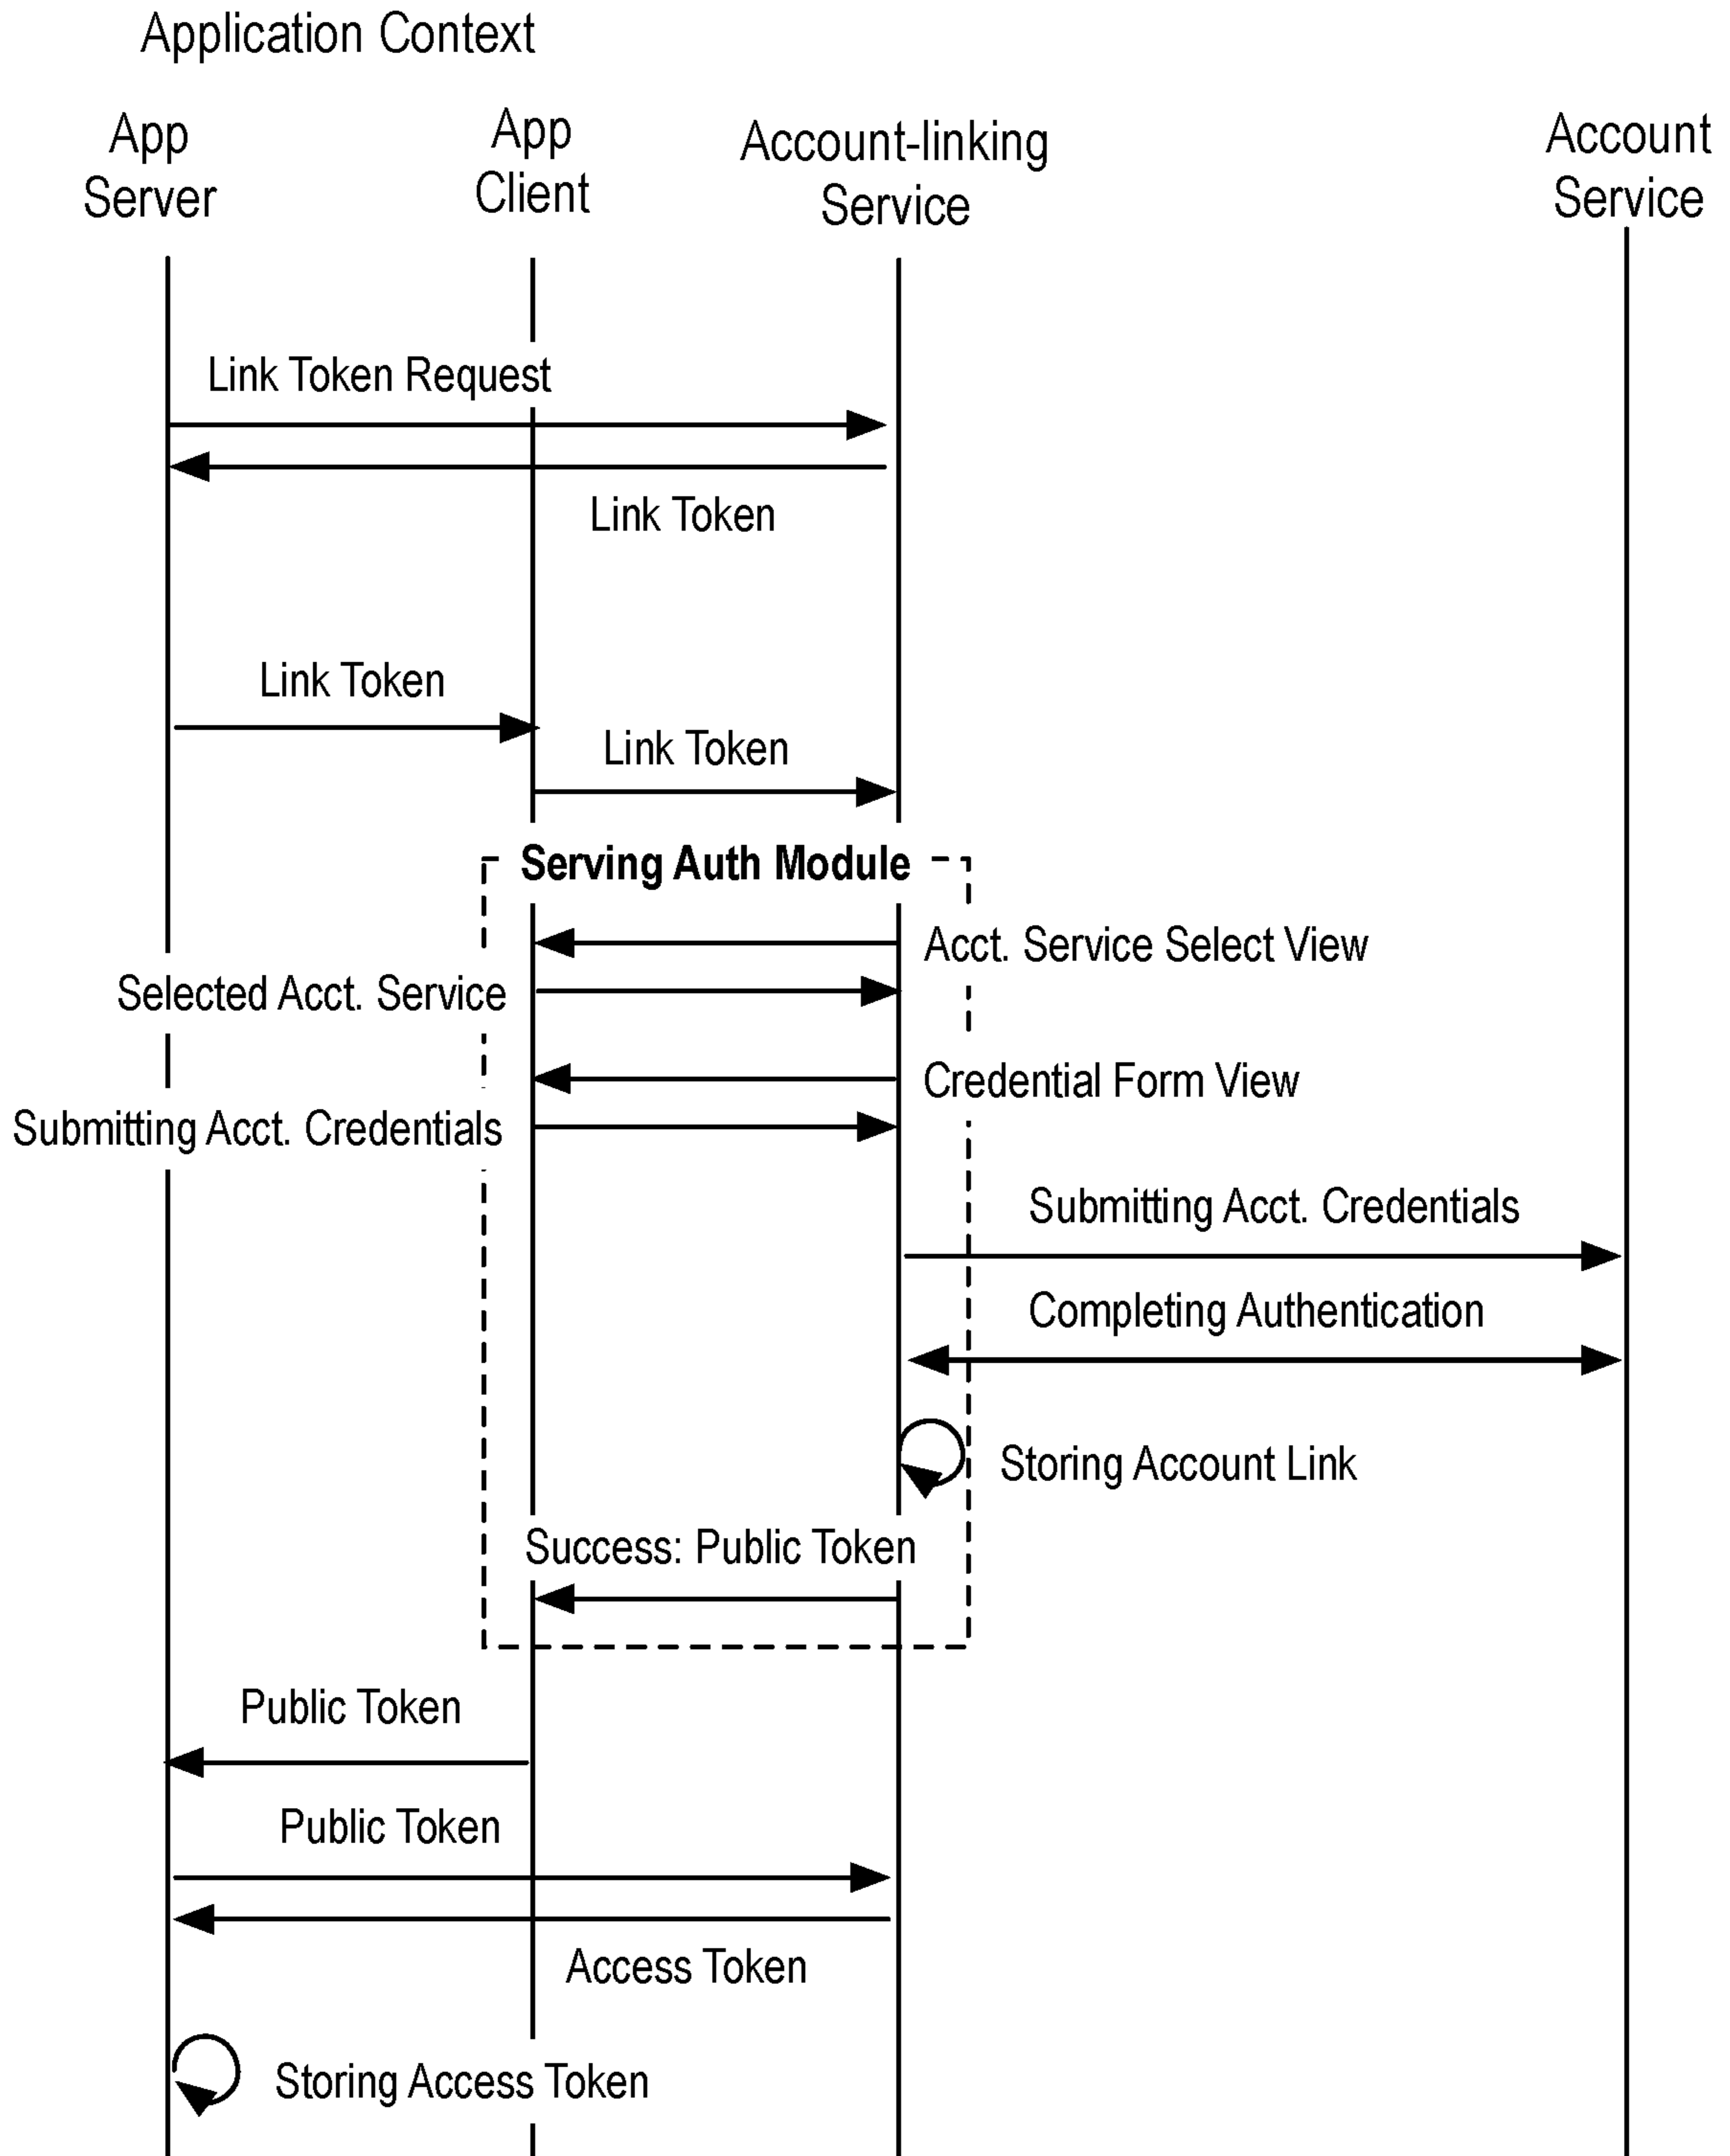 Application Context
App
Server
App
Client
Account-linking
Service
Account
Service
Link Token Request
Link Token
Link Token
Link Token
Serving Auth Module
Acct. Service Select View
Selected Acct. Service
Credential Form View
Submitting Acct. Credentials
Submitting Acct. Credentials
Completing Authentication
Storing Account Link
Success: Public Token
Public Token
Public Token
Access Token
Storing Access Token